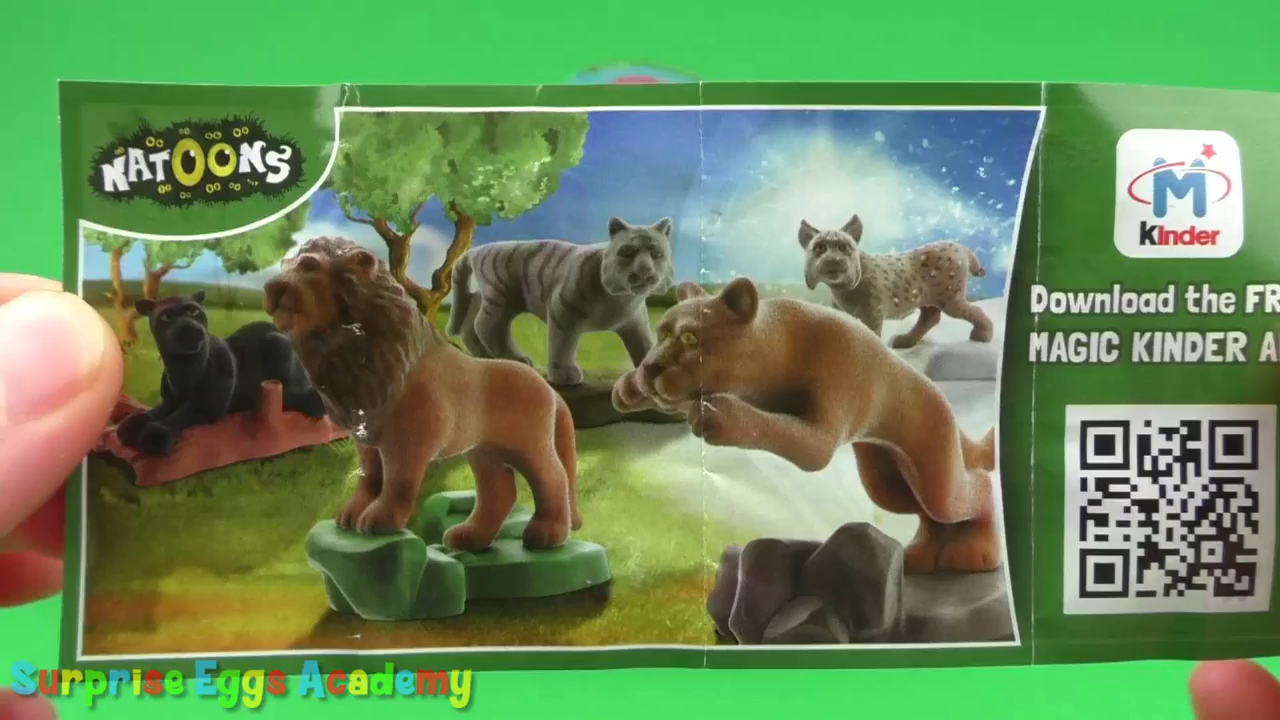 NATOONS
M
kinder
Download the FR
MAGIC KINDER A
Surprise Eggs Academy